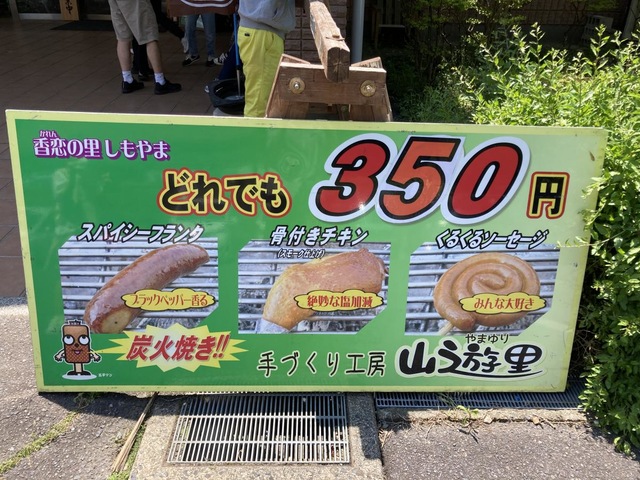 かれん
香恋の里 しもやま
どれでも 350円
スパイシーフランク
ブラックペッパー香る
骨付きチキン
(スモーク仕上げ)
絶妙な塩加減
くるくるソーセージ
みんな大好き
炭火焼き!!
手づくり工房
やまゆり
山遊里